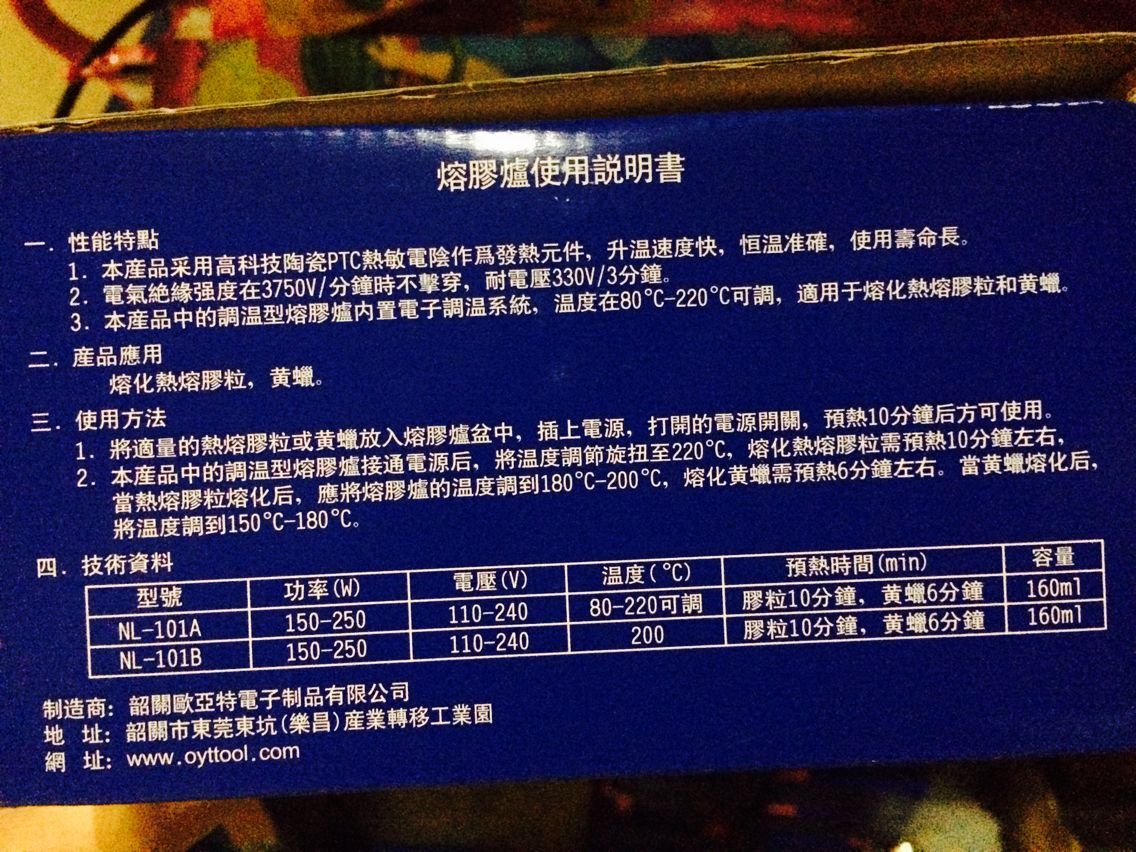 熔膠爐使用説明書
一. 性能特點
1. 本産品采用高科技陶瓷PTC熱敏電陰作爲發熱元件, 升温速度快, 恒温准確, 使用壽命長。
2. 電氣絶緣强度在3750V/分鐘時不擊穿, 耐電壓330V/3分鐘。
3. 本産品中的調温型熔膠爐内置電子調温系統, 温度在80°C-220°C可調, 適用于熔化熱熔膠粒和黄蠟。
二. 産品應用
熔化熱熔膠粒, 黄蠟。
三. 使用方法
1. 將適量的熱熔膠粒或黄蠟放入熔膠爐盆中, 插上電源, 打開的電源開關, 預熱10分鐘后方可使用。
2. 本産品中的調温型熔膠爐接通電源后, 將温度調節旋扭至220°C, 熔化熱熔膠粒需預熱10分鐘左右,
當熱熔膠粒熔化后, 應將熔膠爐的温度調到180°C-200°C, 熔化黄蠟需預熱6分鐘左右。當黄蠟熔化后,
將温度調到150°C-180°C。
四. 技術資料
型號 功率(W) 電壓(V) 温度(°C) 預熱時間(min) 容量
NL-101A 150-250 110-240 80-220可調 膠粒10分鐘, 黄蠟6分鐘 160ml
NL-101B 150-250 110-240 200 膠粒10分鐘, 黄蠟6分鐘 160ml
制造商: 韶關歐亞特電子制品有限公司
地 址: 韶關市東莞東坑(樂昌)産業轉移工業園
網 址: www.oyttool.com